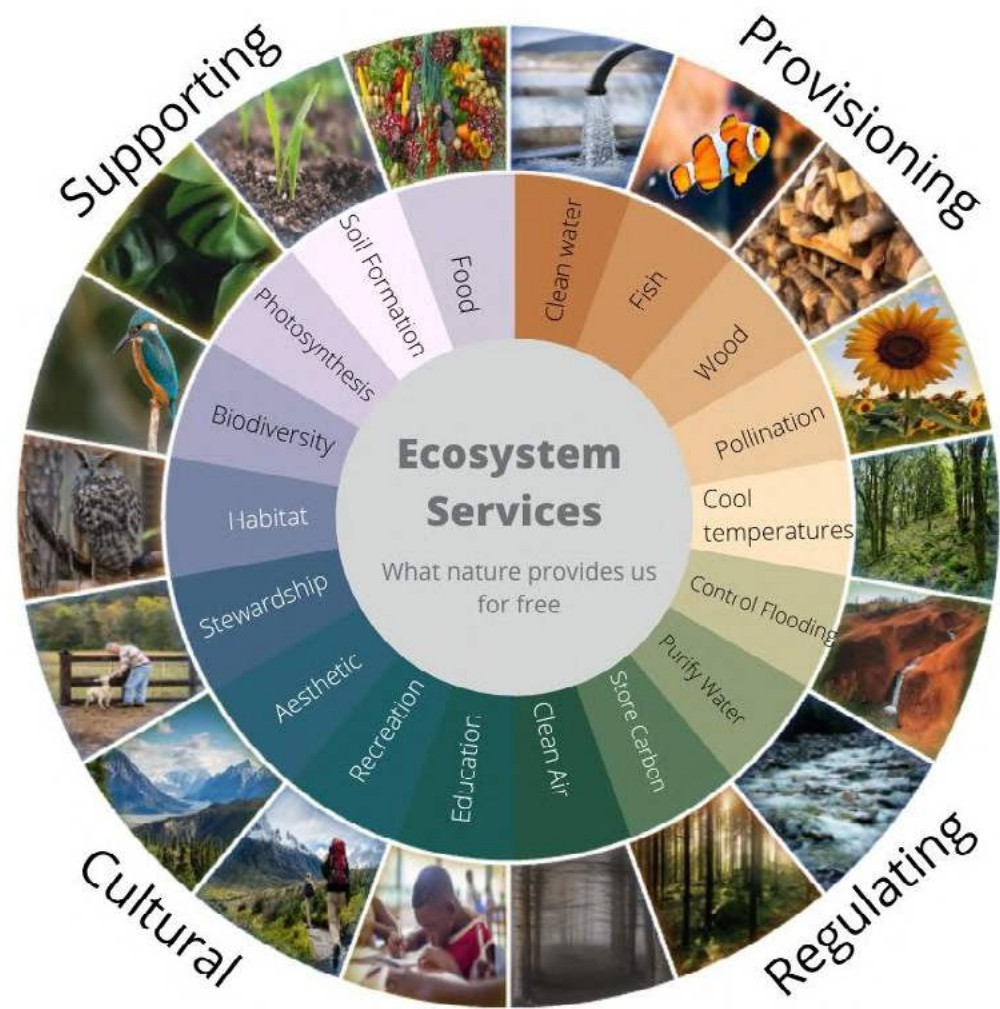 Supporting
Provisioning
Regulating
Cultural
Ecosystem
Services
What nature provides us
for free
Clean water
Fish
Wood
Pollination
Cool
temperatures
Control Flooding
Purify Water
Store Carbon
Clean Air
Education
Recreation
Aesthetic
Stewardship
Habitat
Biodiversity
Photosynthesis
Soil Formation
Food